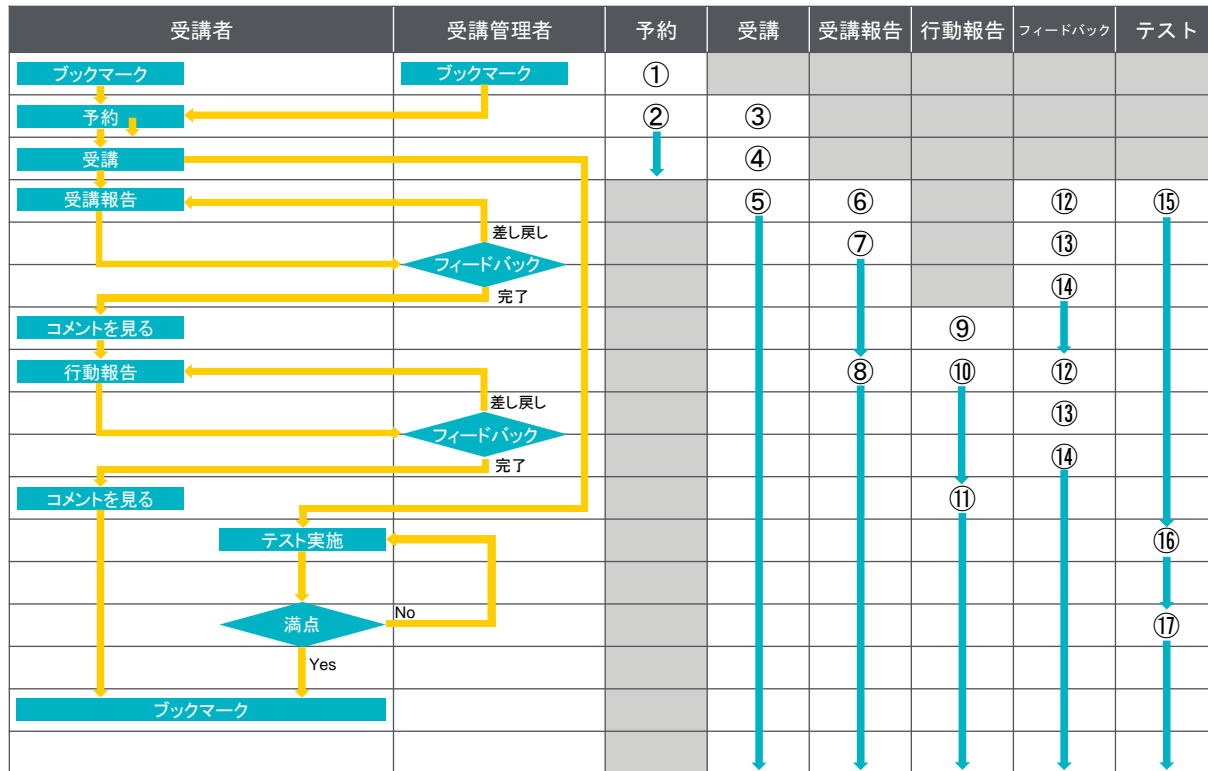 受講者 受講管理者 予約 受講 受講報告 行動報告 フィードバック テスト
ブックマーク ブックマーク ①
予約 ② ③
受講 ④
受講報告 ⑤ ⑥ ⑫ ⑮
差し戻し ⑦ ⑬
フィードバック
完了 ⑭
コメントを見る ⑨
行動報告 ⑧ ⑩ ⑫
差し戻し ⑬
フィードバック
完了 ⑭
コメントを見る ⑪
テスト実施 ⑯
No
満点 ⑰
Yes
ブックマーク